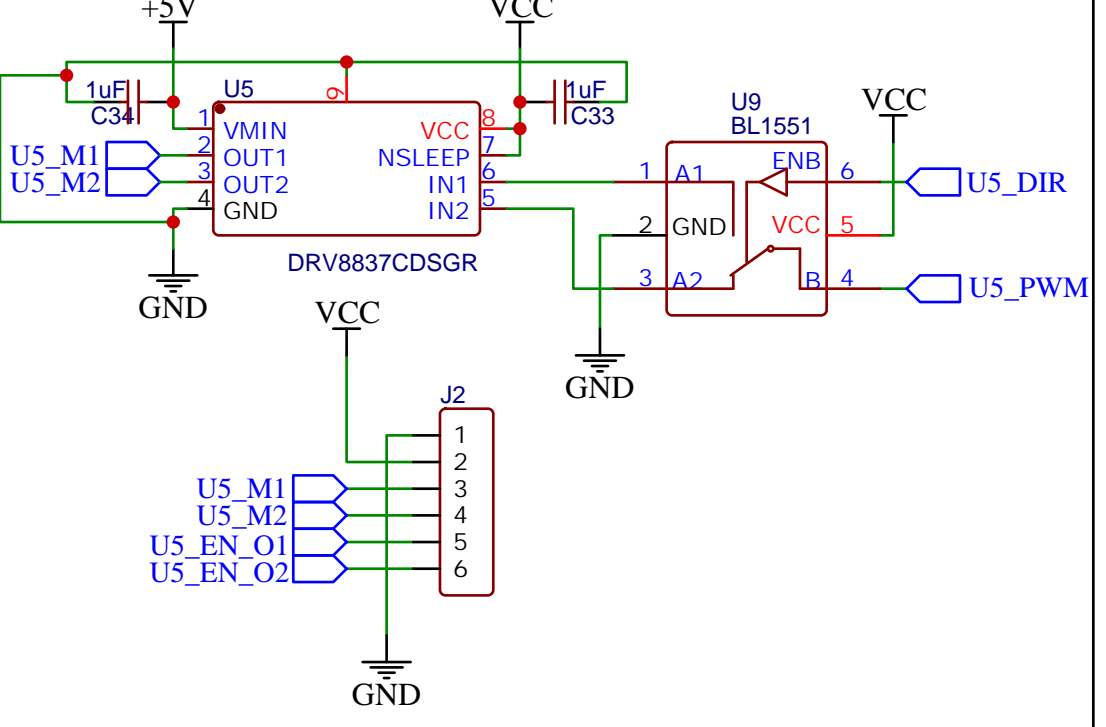 +5V
VCC
1uF
C34
U5
9
1uF
C33
1 VMIN
2 OUT1
3 OUT2
4 GND
VCC 8
NSLEEP 7
IN1 6
IN2 5
U5_M1
U5_M2
DRV8837CDSGR
GND
U9
BL1551
VCC
1 A1
2 GND
3 A2
ENB 6
VCC 5
B 4
U5_DIR
U5_PWM
GND
VCC
J2
1
2
U5_M1 3
U5_M2 4
U5_EN_O1 5
U5_EN_O2 6
GND